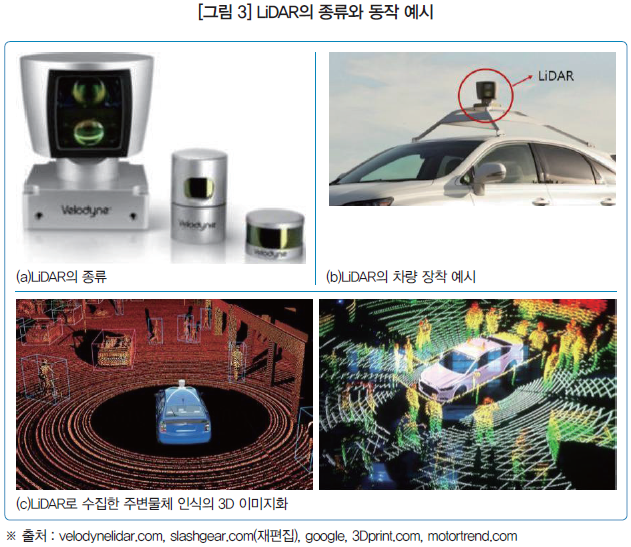 [그림 3] LiDAR의 종류와 동작 예시
LiDAR
Velodyne
Velodyne
Velodyne
(a)LiDAR의 종류
(b)LiDAR의 차량 장착 예시
(c)LiDAR로 수집한 주변물체 인식의 3D 이미지화
※ 출처 : velodynelidar.com, slashgear.com(재편집), google, 3Dprint.com, motortrend.com